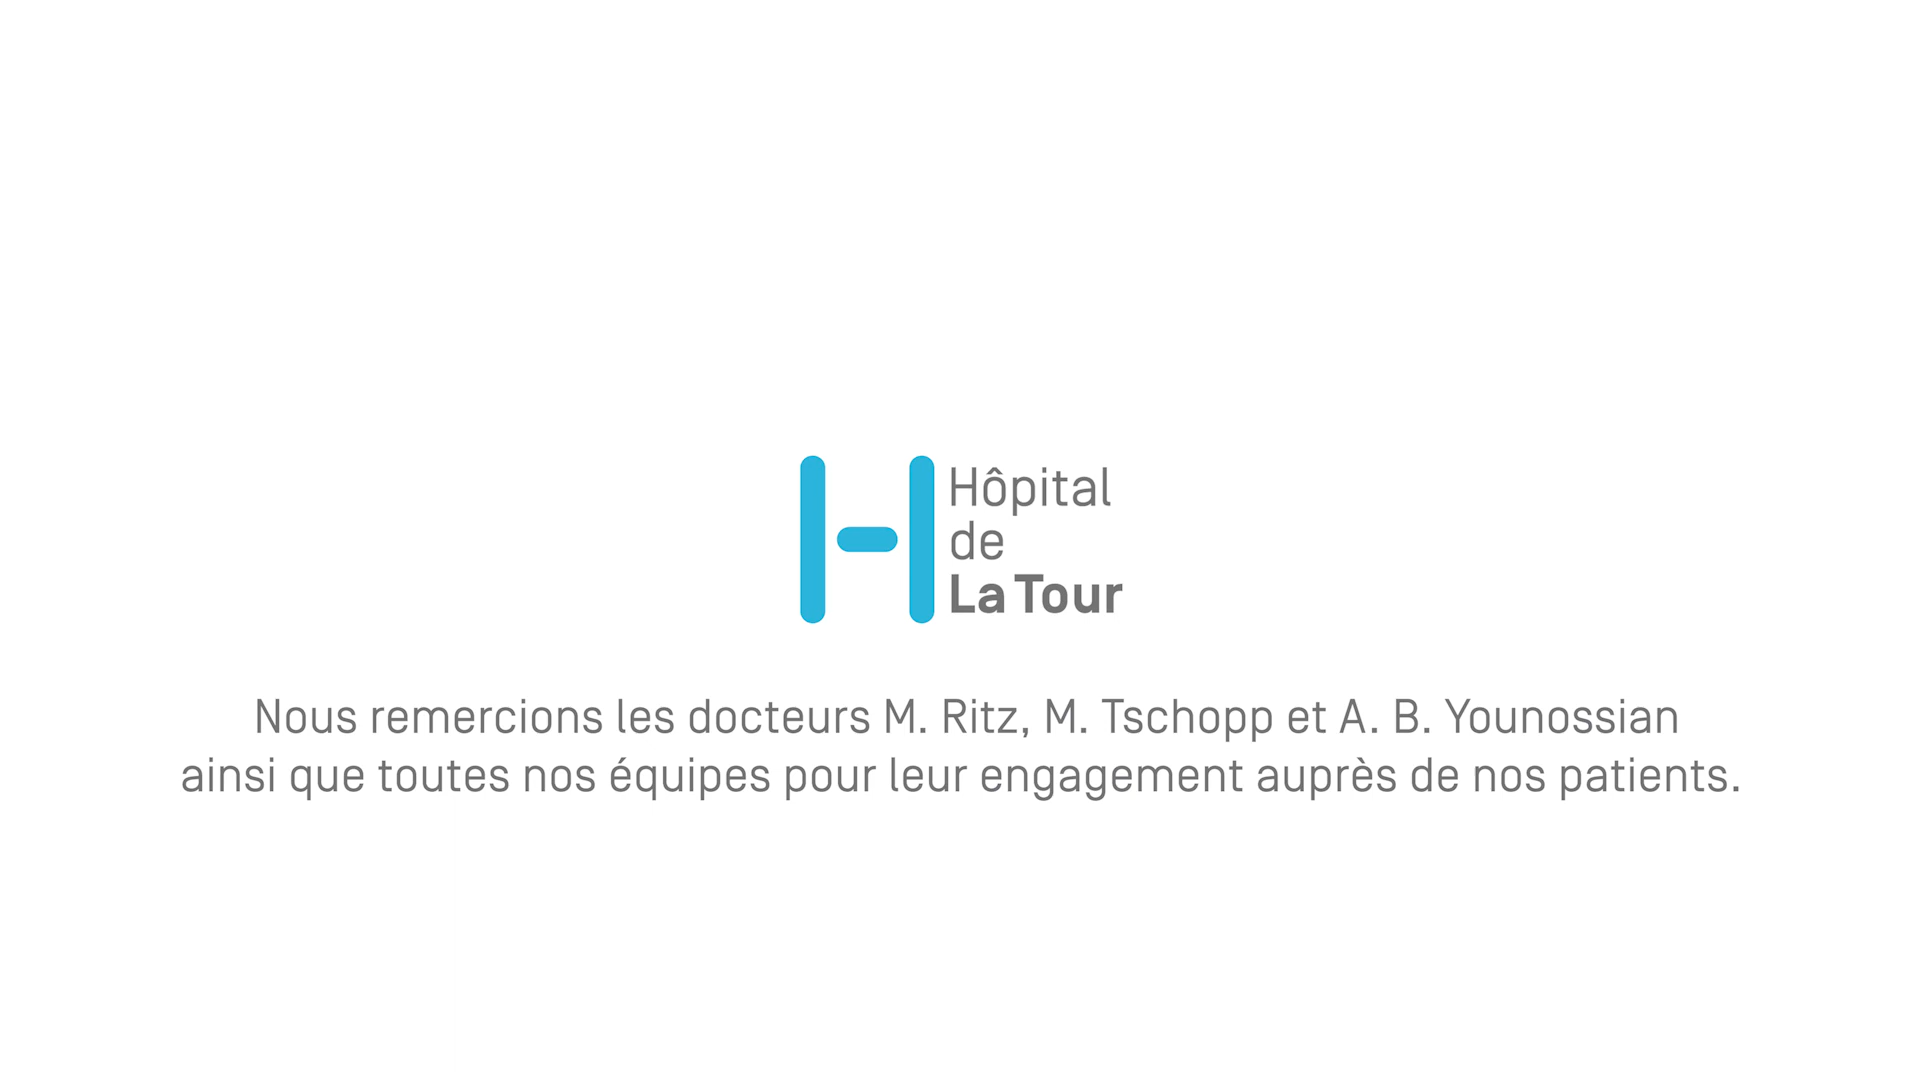 Hôpital
de
La Tour
Nous remercions les docteurs M. Ritz, M. Tschopp et A. B. Younossian
ainsi que toutes nos équipes pour leur engagement auprès de nos patients.